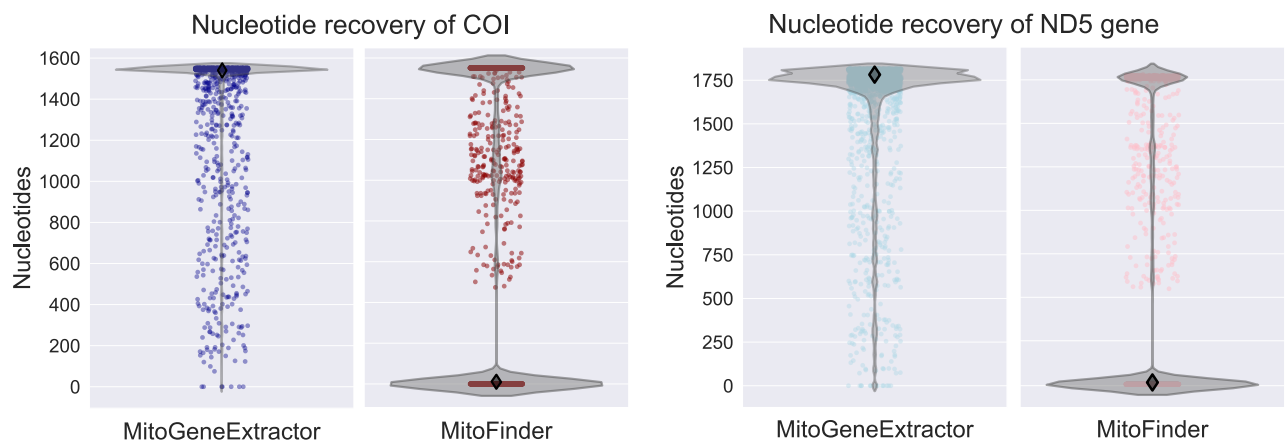 Nucleotide recovery of COI
Nucleotides
1600
1400
1200
1000
800
600
400
200
0
MitoGeneExtractor
MitoFinder
Nucleotide recovery of ND5 gene
Nucleotides
1750
1500
1250
1000
750
500
250
0
MitoGeneExtractor
MitoFinder